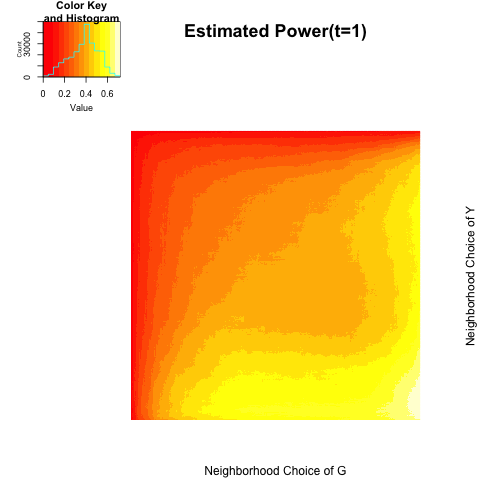 Color Key
and Histogram
Estimated Power(t=1)
Count
0 30000
0 0.2 0.4 0.6
Value
Neighborhood Choice of Y
Neighborhood Choice of G